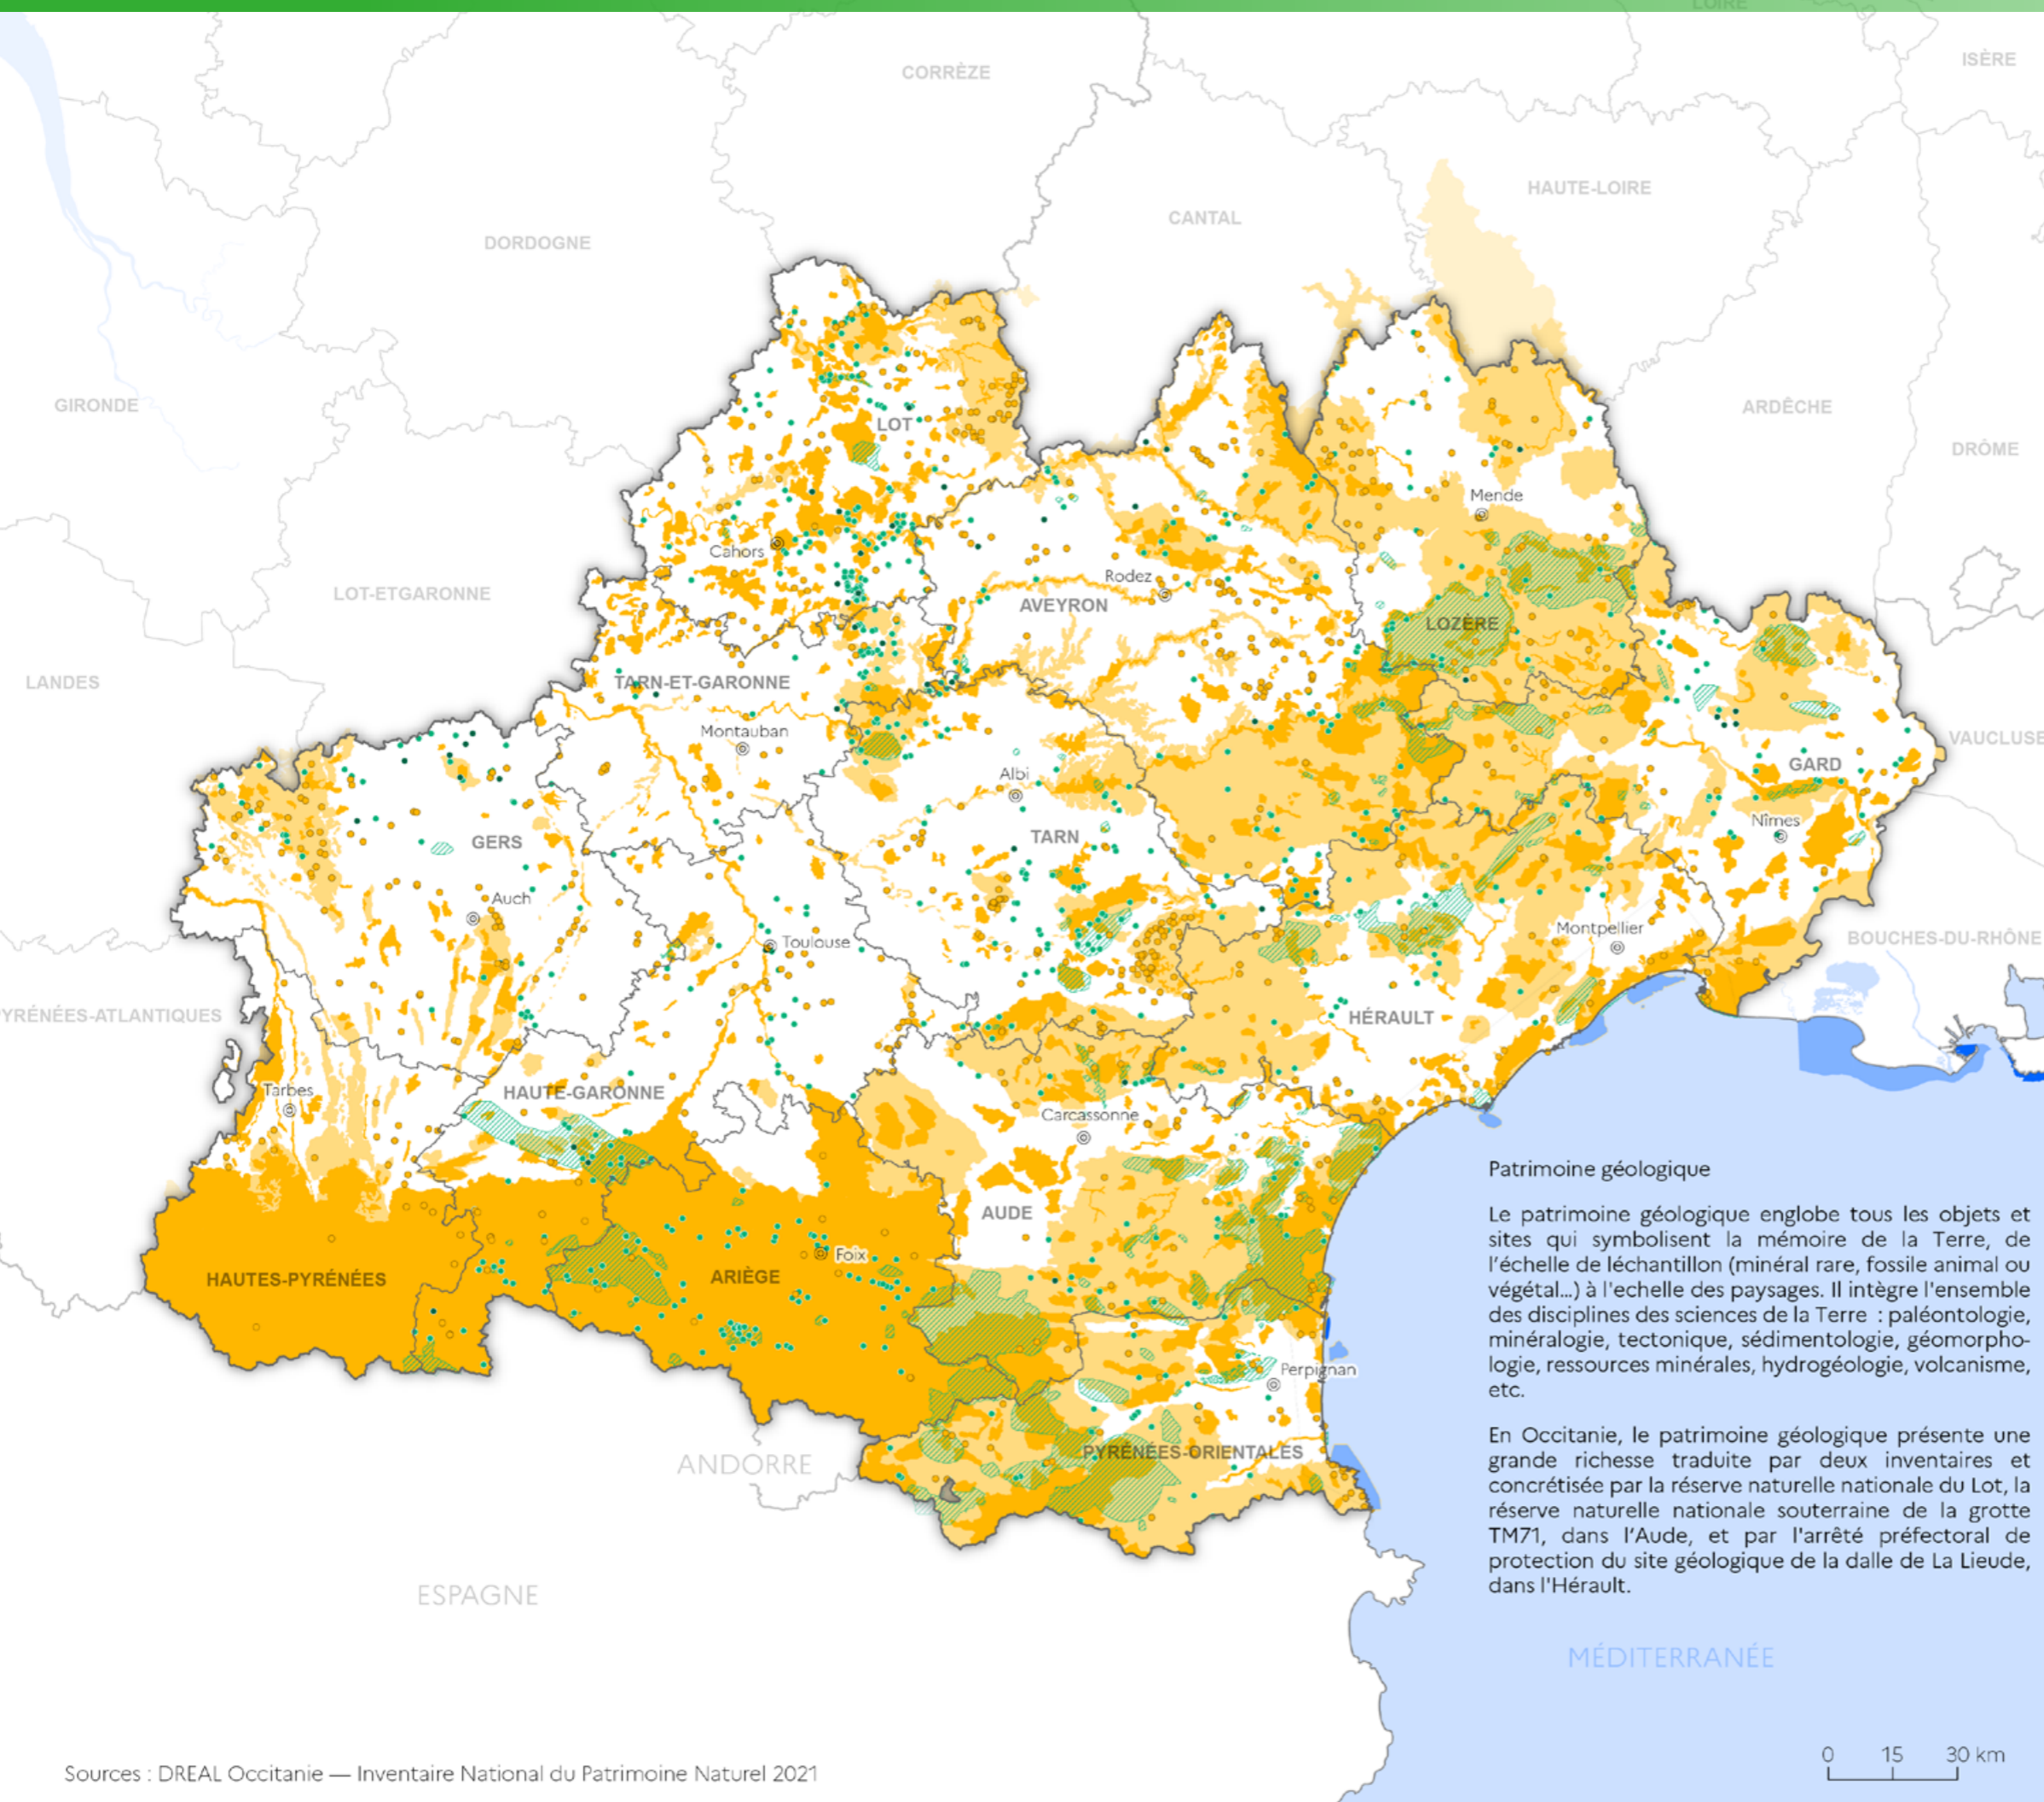 LOIRE
ISÈRE
CORRÈZE
HAUTE-LOIRE
CANTAL
DORDOGNE
GIRONDE
ARDÈCHE
LOT
DRÔME
Mende
Cahors
Rodez
LOT-ETGARONNE
AVEYRON
LOZÈRE
LANDES
TARN-ET-GARONNE
Montauban
VAUCLUSE
GARD
Albi
Nîmes
TARN
GERS
Auch
Montpellier
Toulouse
BOUCHES-DU-RHÔNE
YRÉNÉES-ATLANTIQUES
HÉRAULT
Tarbes
HAUTE-GARONNE
Carcassonne
AUDE
Foix
HAUTES-PYRÉNÉES
ARIÈGE
Perpignan
PYRÉNÉES-ORIENTALES
ANDORRE
ESPAGNE
Patrimoine géologique
Le patrimoine géologique englobe tous les objets et
sites qui symbolisent la mémoire de la Terre, de
l'échelle de léchantillon (minéral rare, fossile animal ou
végétal...) à l'echelle des paysages. Il intègre l'ensemble
des disciplines des sciences de la Terre : paléontologie,
minéralogie, tectonique, sédimentologie, géomorpho-
logie, ressources minérales, hydrogéologie, volcanisme,
etc.
En Occitanie, le patrimoine géologique présente une
grande richesse traduite par deux inventaires et
concrétisée par la réserve naturelle nationale du Lot, la
réserve naturelle nationale souterraine de la grotte
TM71, dans l'Aude, et par l'arrêté préfectoral de
protection du site géologique de la dalle de La Lieude,
dans l'Hérault.
MÉDITERRANÉE
0 15 30 km
Sources : DREAL Occitanie — Inventaire National du Patrimoine Naturel 2021